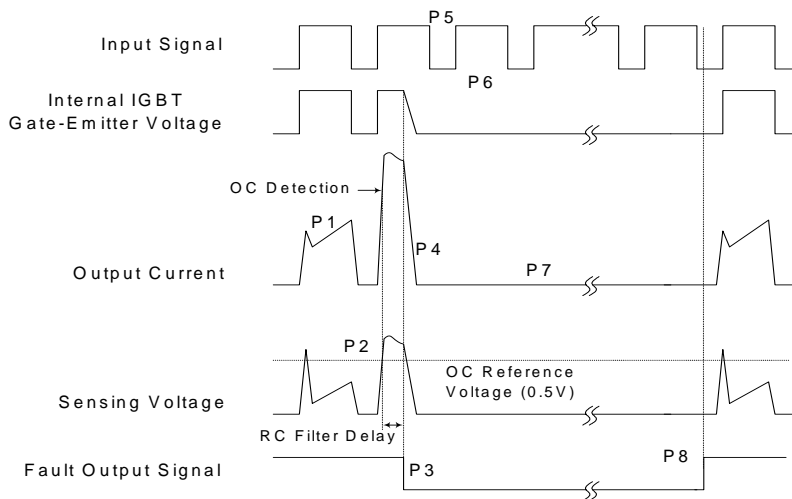 P5
Input Signal
P6
Internal IGBT
Gate-Emitter Voltage
OC Detection
P1
P4
Output Current
P7
P2
OC Reference
Voltage (0.5V)
Sensing Voltage
RC Filter Delay
Fault Output Signal
P3
P8